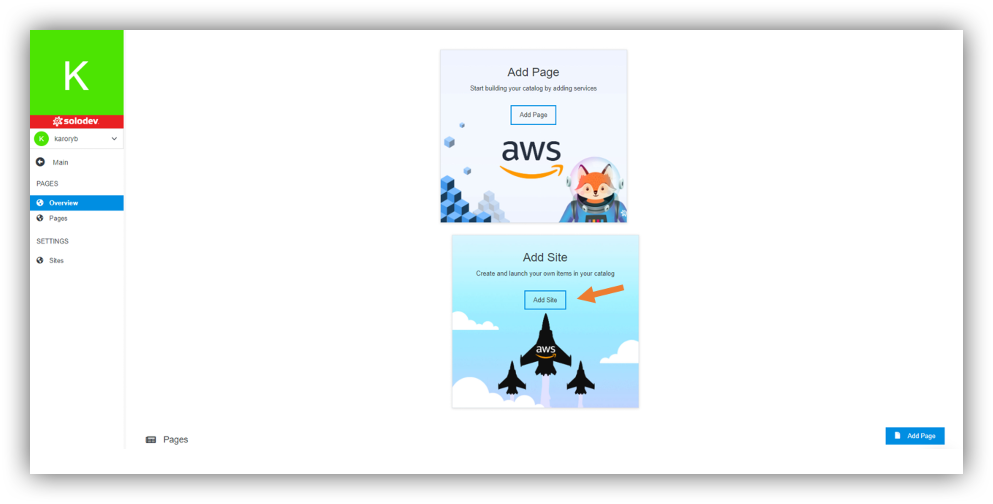 K
solodev
K
karoryb
Main
PAGES
Overview
Pages
SETTINGS
Sites
Add Page
Start building your catalog by adding services
Add Page
aws
Add Site
Create and launch your own items in your catalog
Add Site
aws
Pages
Add Page